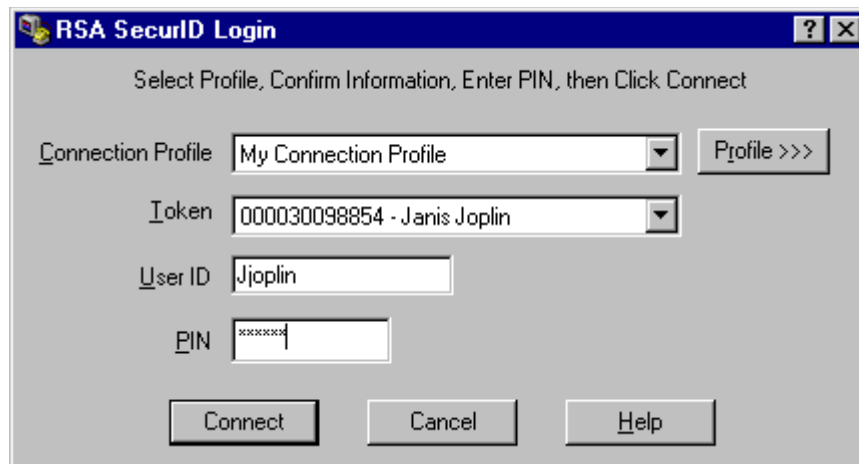 RSA SecurID Login
Select Profile, Confirm Information, Enter PIN, then Click Connect
Connection Profile My Connection Profile Profile >>>
Token 000030098854 - Janis Joplin
User ID Jjoplin
PIN ******
Connect Cancel Help